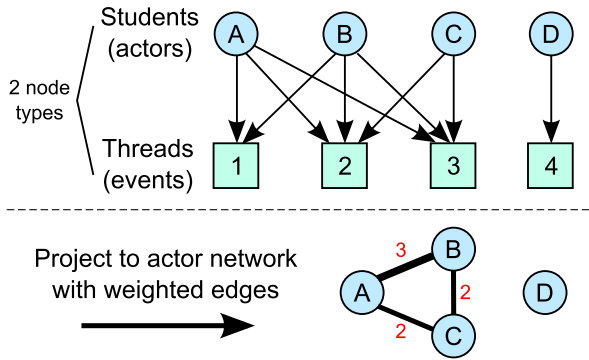 Students
(actors)
A
B
C
D
2 node
types
Threads
(events)
1
2
3
4
Project to actor network
with weighted edges
3
B
A
2
D
2
C